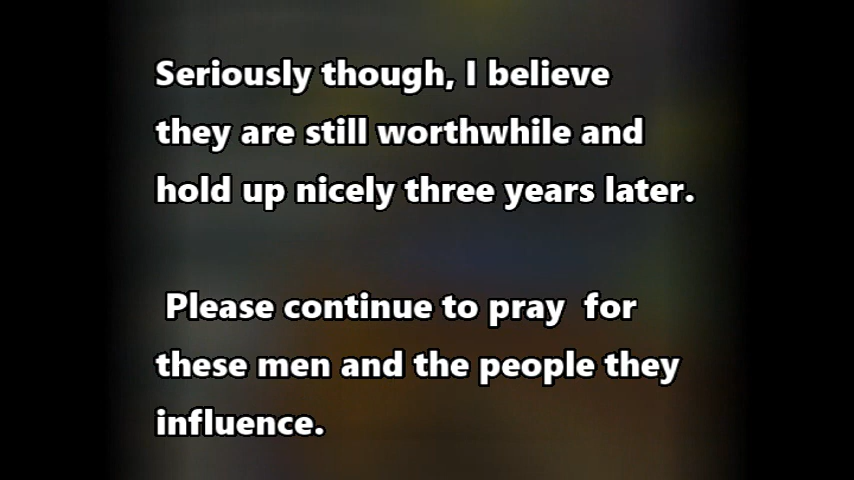 Seriously though, I believe
they are still worthwhile and
hold up nicely three years later.
Please continue to pray  for
these men and the people they
influence.